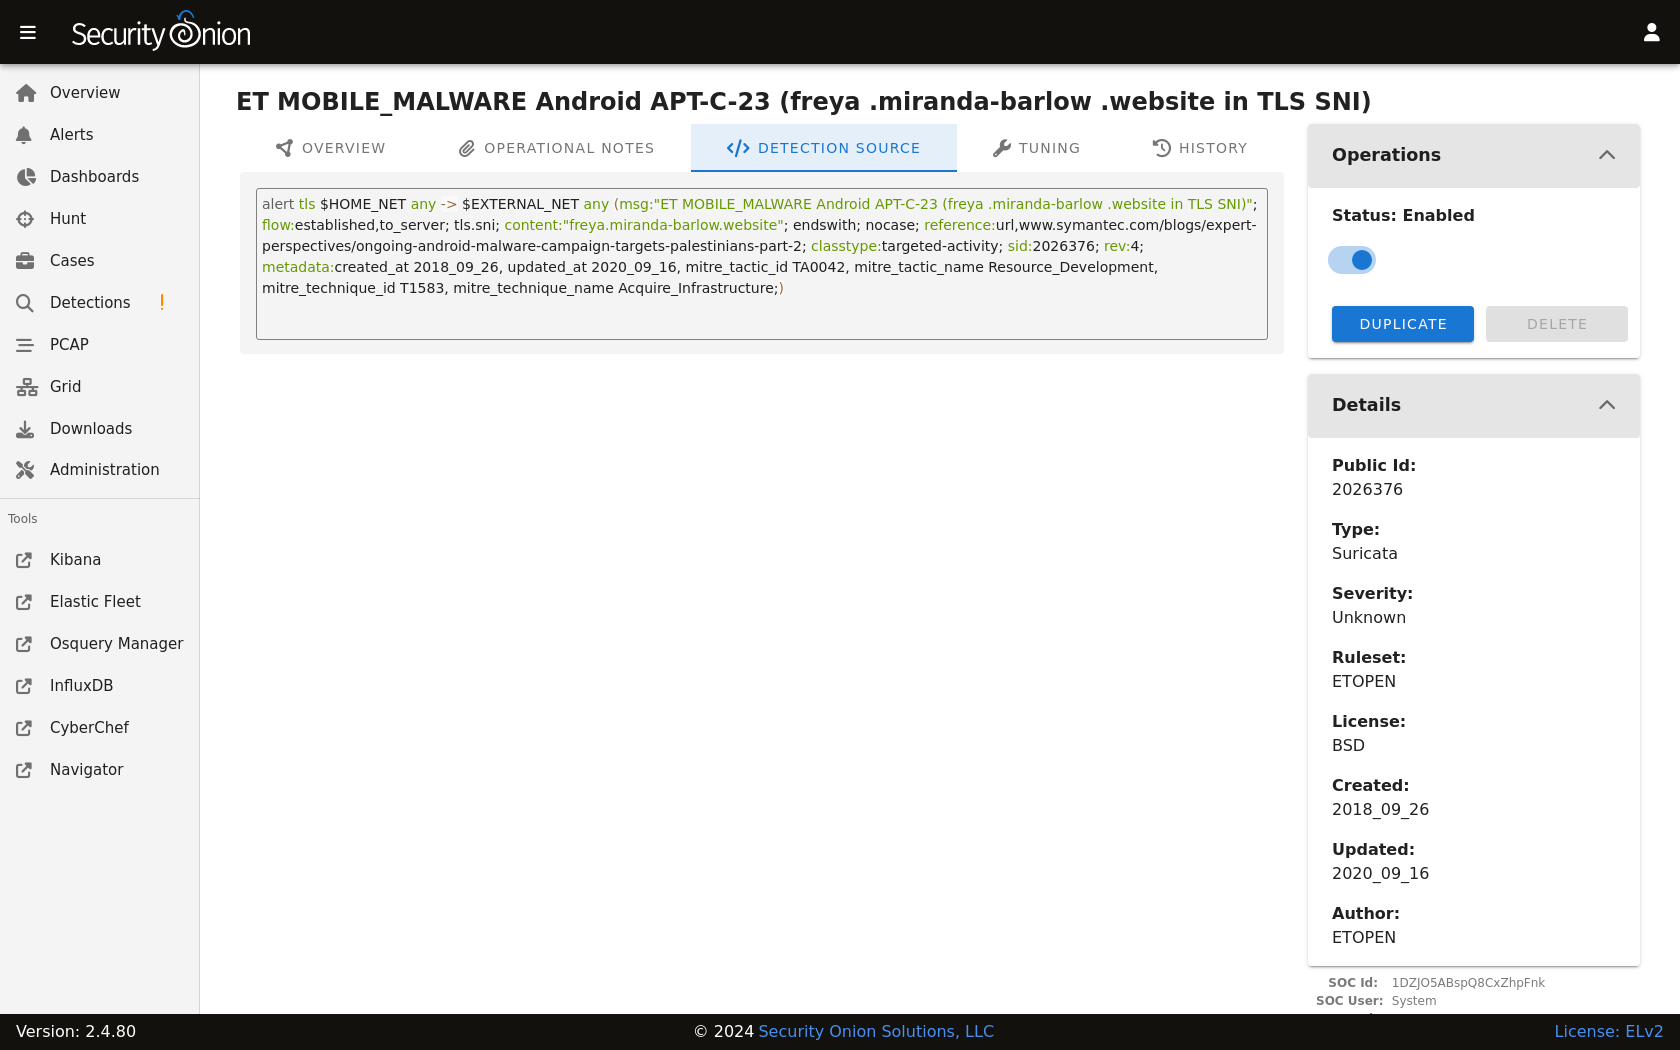 Security Onion
Overview
Alerts
Dashboards
Hunt
Cases
Detections !
PCAP
Grid
Downloads
Administration
Tools
Kibana
Elastic Fleet
Osquery Manager
InfluxDB
CyberChef
Navigator
ET MOBILE_MALWARE Android APT-C-23 (freya .miranda-barlow .website in TLS SNI)
OVERVIEW
OPERATIONAL NOTES
DETECTION SOURCE
TUNING
HISTORY
alert tls $HOME_NET any -> $EXTERNAL_NET any (msg:"ET MOBILE_MALWARE Android APT-C-23 (freya .miranda-barlow .website in TLS SNI)";
flow:established,to_server; tls.sni; content:"freya.miranda-barlow.website"; endswith; nocase; reference:url,www.symantec.com/blogs/expert-
perspectives/ongoing-android-malware-campaign-targets-palestinians-part-2; classtype:targeted-activity; sid:2026376; rev:4;
metadata:created_at 2018_09_26, updated_at 2020_09_16, mitre_tactic_id TA0042, mitre_tactic_name Resource_Development,
mitre_technique_id T1583, mitre_technique_name Acquire_Infrastructure;)
Operations
Status: Enabled
DUPLICATE
DELETE
Details
Public Id:
2026376
Type:
Suricata
Severity:
Unknown
Ruleset:
ETOPEN
License:
BSD
Created:
2018_09_26
Updated:
2020_09_16
Author:
ETOPEN
SOC Id: 1DZJO5ABspQ8CxZhpFnk
SOC User: System
Version: 2.4.80
© 2024 Security Onion Solutions, LLC
License: ELv2